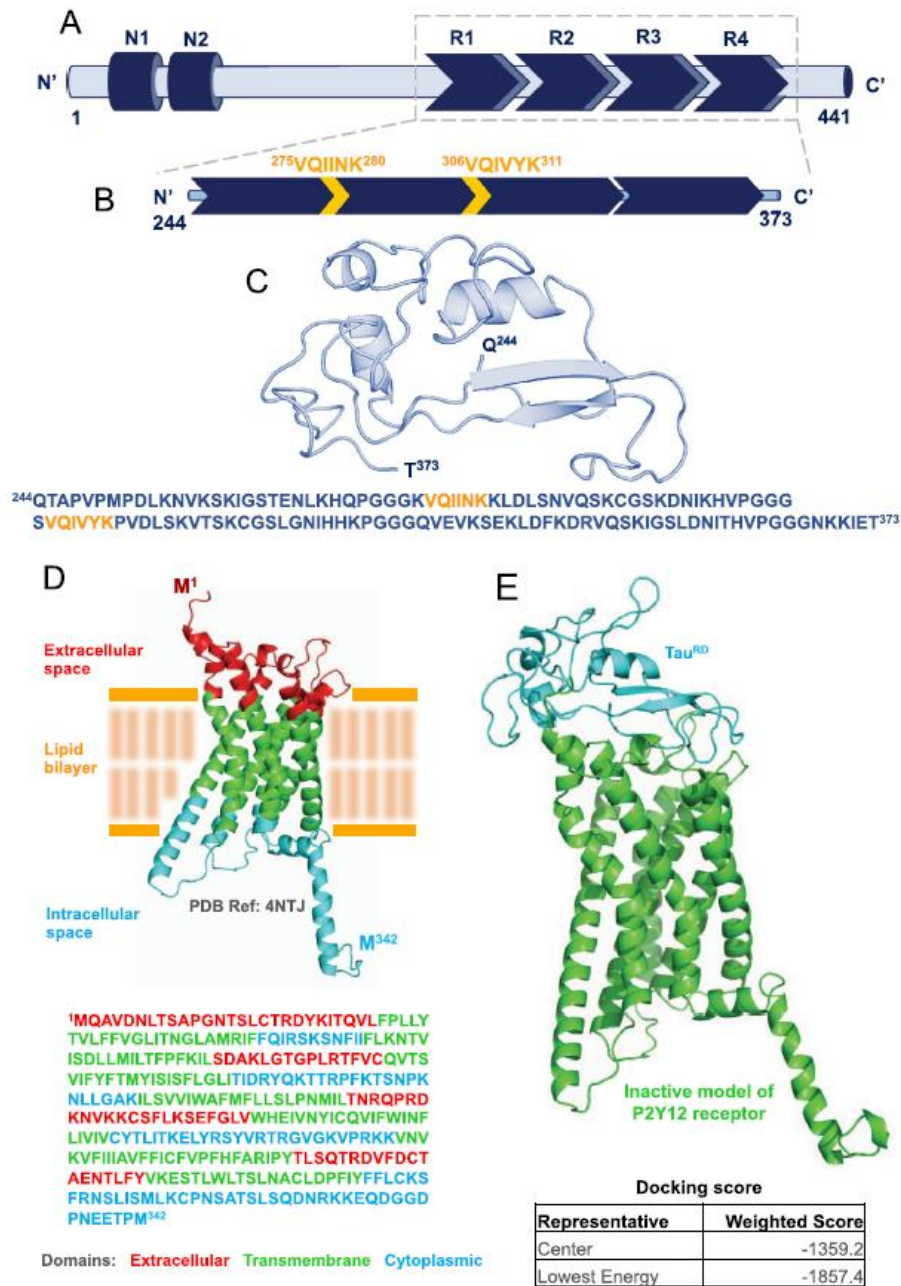 A
N1 N2 R1 R2 R3 R4
N’ C’
1 441
²⁷⁵VQIINK²⁸⁰ ³⁰⁶VQIVYK³¹¹
B N’ C’
244 373
C
Q²⁴⁴
T³⁷³
²⁴⁴QTAPVPMPDLKNVKSKIGSTENLKHQPGGGKVQIINKKLDLSNVQSKCGSKDNIKHVPGGG
SVQIVYKPVDLSKVTSKCGSLGNIHHKPGGGQVEVKSEKLDFKDRVQSKIGSLDNITHVPGGGNKKIET³⁷³
D
M¹
Extracellular
space
Lipid
bilayer
PDB Ref: 4NTJ
Intracellular
space
M³⁴²
¹MQAVDNLTSAPGNTSLCTRDYKITQVLFPLLY
TVLFFVGLITNGLAMRIFFQIRSKSNFIIFLKNTV
ISDLLMILTFPFKILSDAKLGTGPLRTFVCQVTS
VIFYFTMYISISFLGLITIDRYQKTTRPFKTSNPK
NLLGAKILSVVIWAFMFLLSLPNMILTNRQPRD
KNVKKCSFLKSEFGLVWHEIVNYICQVIFWINF
LIVIVCYTLITKELYRSYVRTRGVGKVPRKKVNV
KVFIIIAVFFICFVPFHFARIPYTLSQTRDVFDCT
AENTLFYVKESTLWLTSLNACLDPFIYFFLCKS
FRNSLISMLKCPNSATSLSQDNRKKEQDGGD
PNEETPM³⁴²
Domains: Extracellular Transmembrane Cytoplasmic
E
Tauᴿᴰ
Inactive model of
P2Y12 receptor
Docking score
Representative Weighted Score
Center -1359.2
Lowest Energy -1857.4